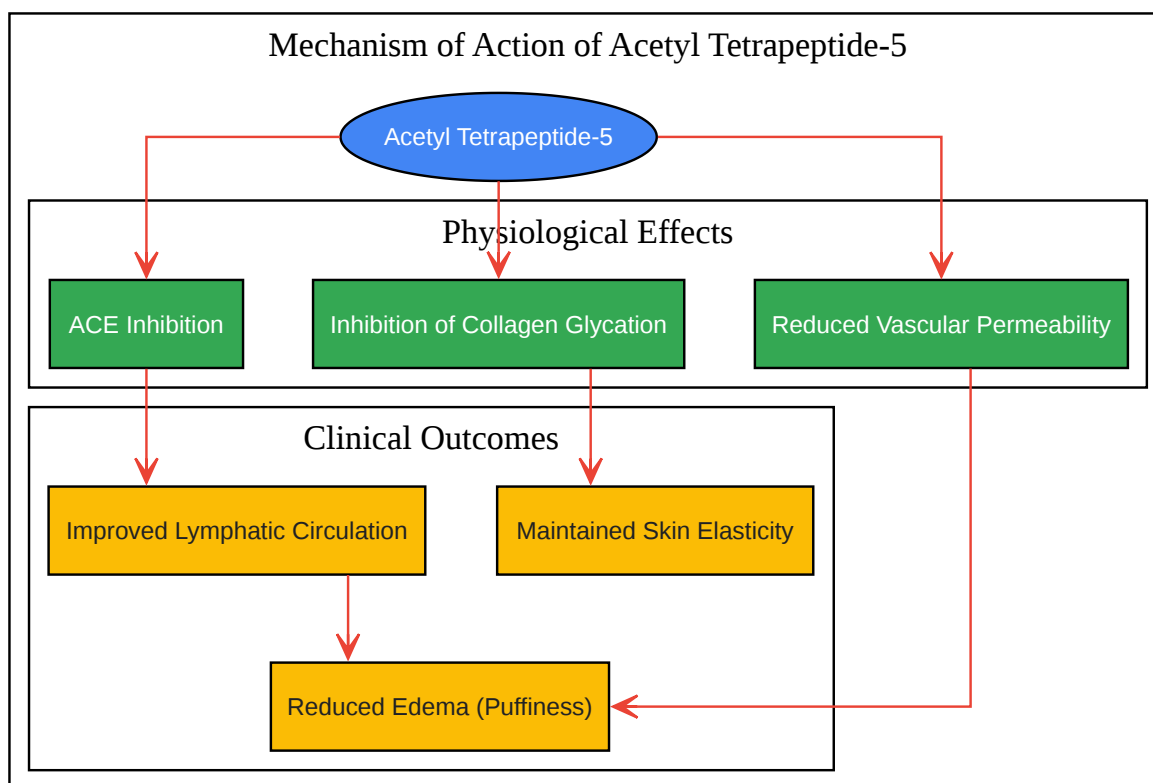 Mechanism of Action of Acetyl Tetrapeptide-5
Acetyl Tetrapeptide-5
Physiological Effects
ACE Inhibition
Inhibition of Collagen Glycation
Reduced Vascular Permeability
Clinical Outcomes
Improved Lymphatic Circulation
Maintained Skin Elasticity
Reduced Edema (Puffiness)